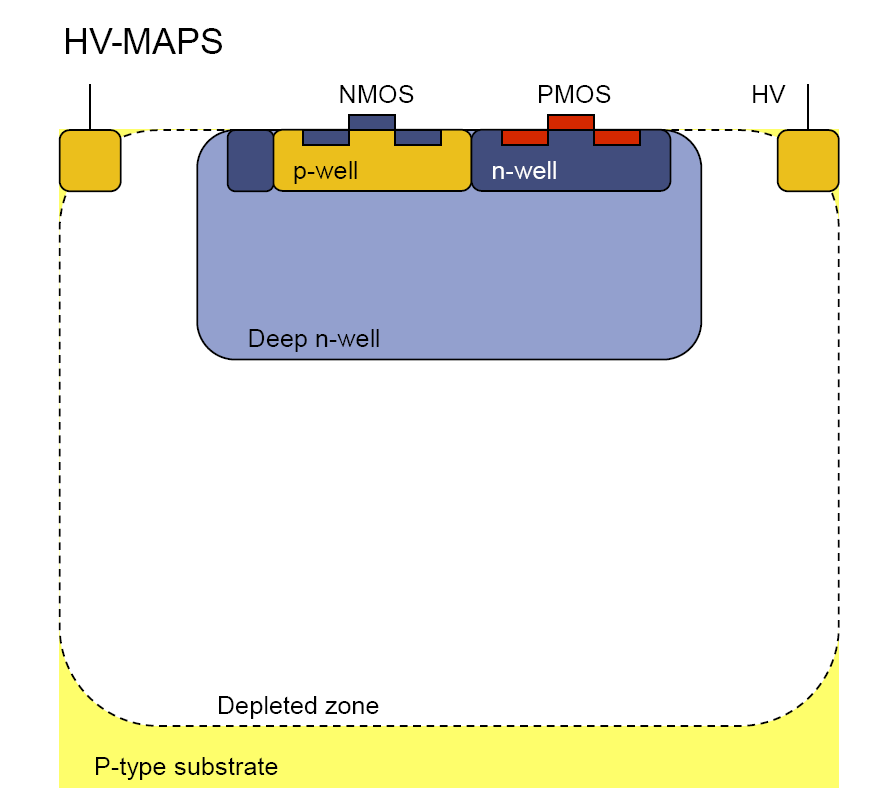 HV-MAPS
NMOS
PMOS
HV
p-well
n-well
Deep n-well
Depleted zone
P-type substrate